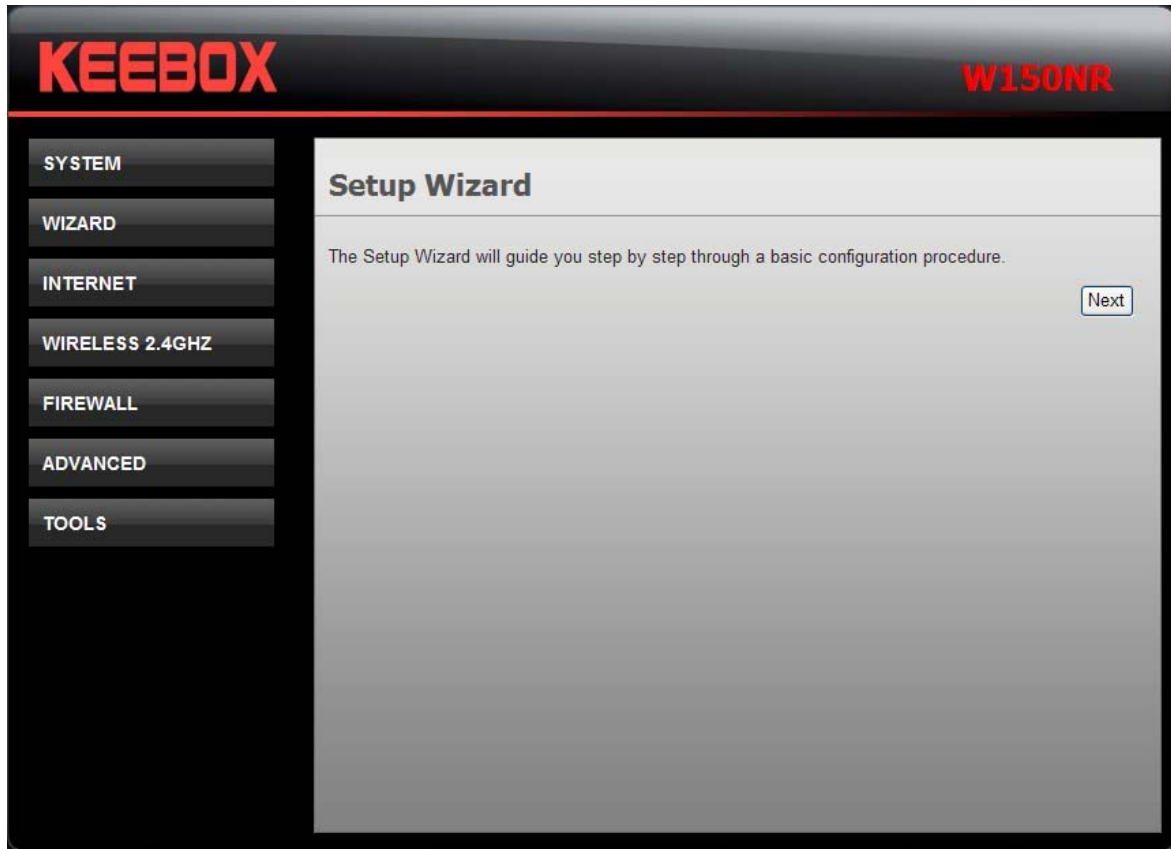 KEEBOX
W150NR
SYSTEM
WIZARD
INTERNET
WIRELESS 2.4GHZ
FIREWALL
ADVANCED
TOOLS
Setup Wizard
The Setup Wizard will guide you step by step through a basic configuration procedure.
Next